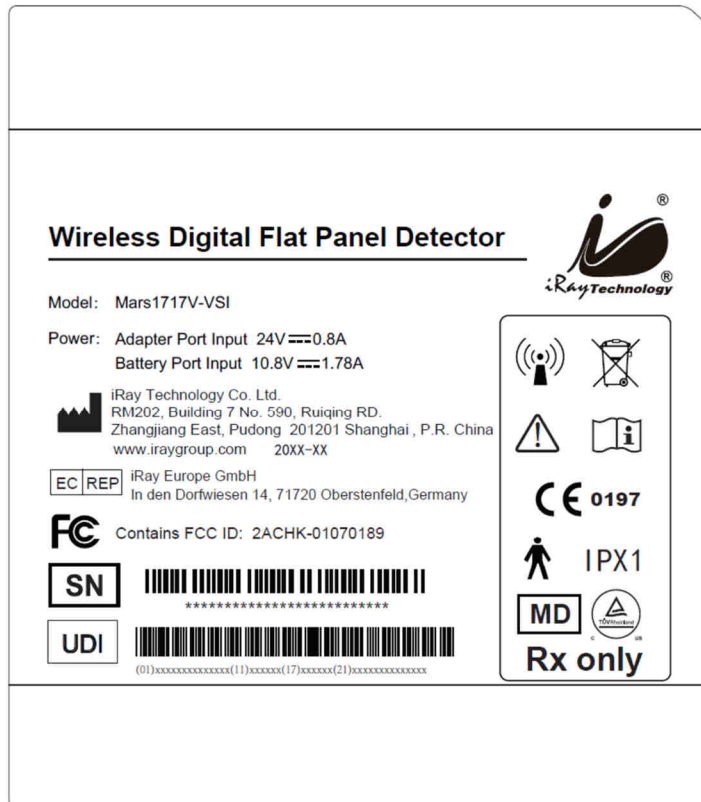 Wireless Digital Flat Panel Detector
®
iRayTechnology®
Model: Mars1717V-VSI
Power: Adapter Port Input 24V⎓0.8A
Battery Port Input 10.8V⎓1.78A
iRay Technology Co. Ltd.
RM202, Building 7 No. 590, Ruiqing RD.
Zhangjiang East, Pudong 201201 Shanghai , P.R. China
www.iraygroup.com 20XX-XX
EC REP
iRay Europe GmbH
In den Dorfwiesen 14, 71720 Oberstenfeld,Germany
FC Contains FCC ID: 2ACHK-01070189
SN
**************************
UDI
(01)xxxxxxxxxxxxxx(11)xxxxxx(17)xxxxxx(21)xxxxxxxxxxxxxx
i
CE 0197
IPX1
MD
TÜVRheinland
c us
Rx only